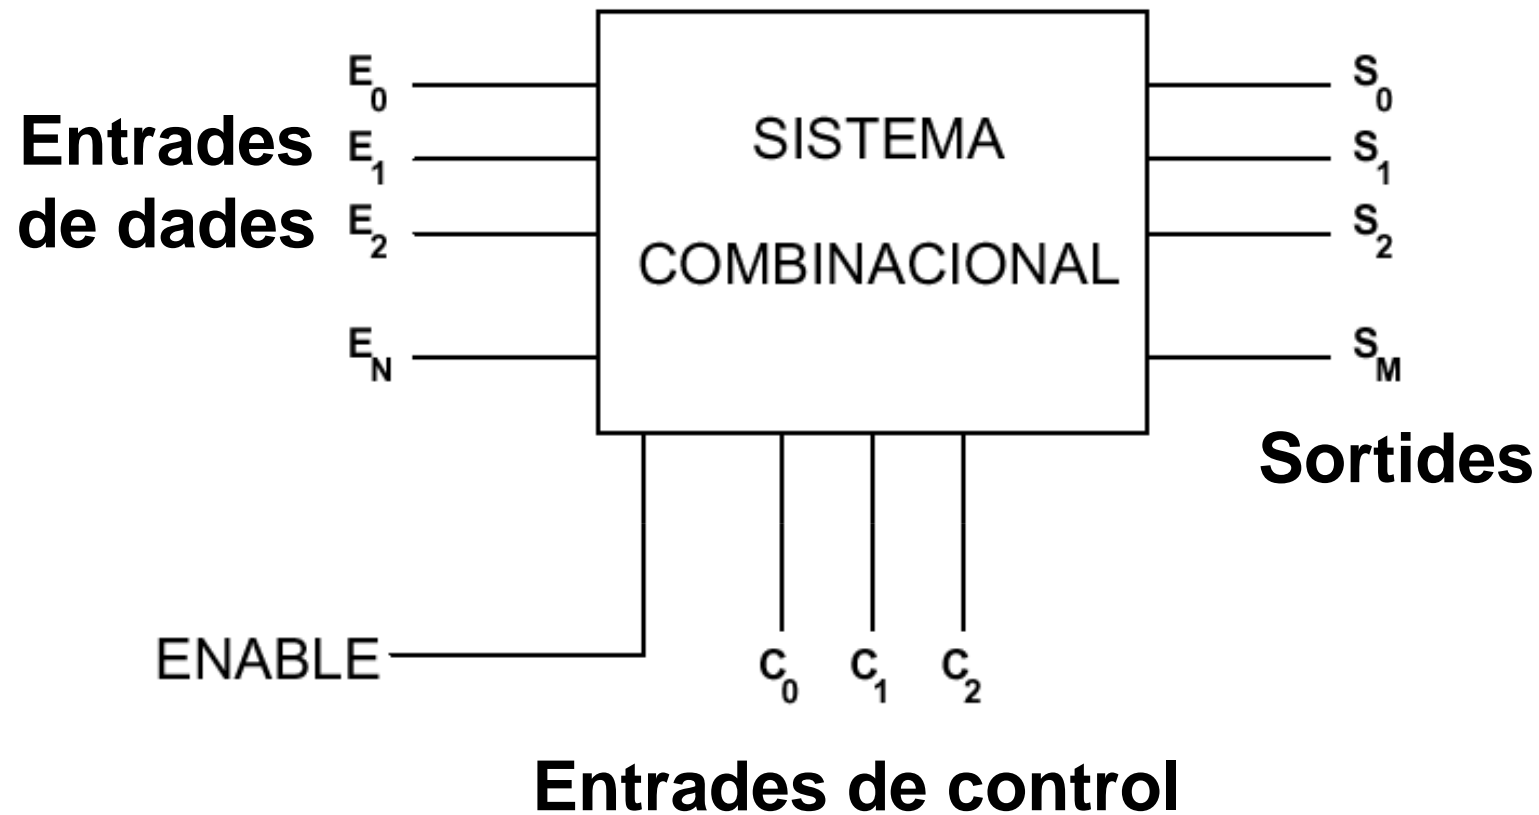 E0
S0
SISTEMA
Entrades
E1
S1
de dades
E2
S2
COMBINACIONAL
EN
SM
Sortides
ENABLE
C0 C1 C2
Entrades de control